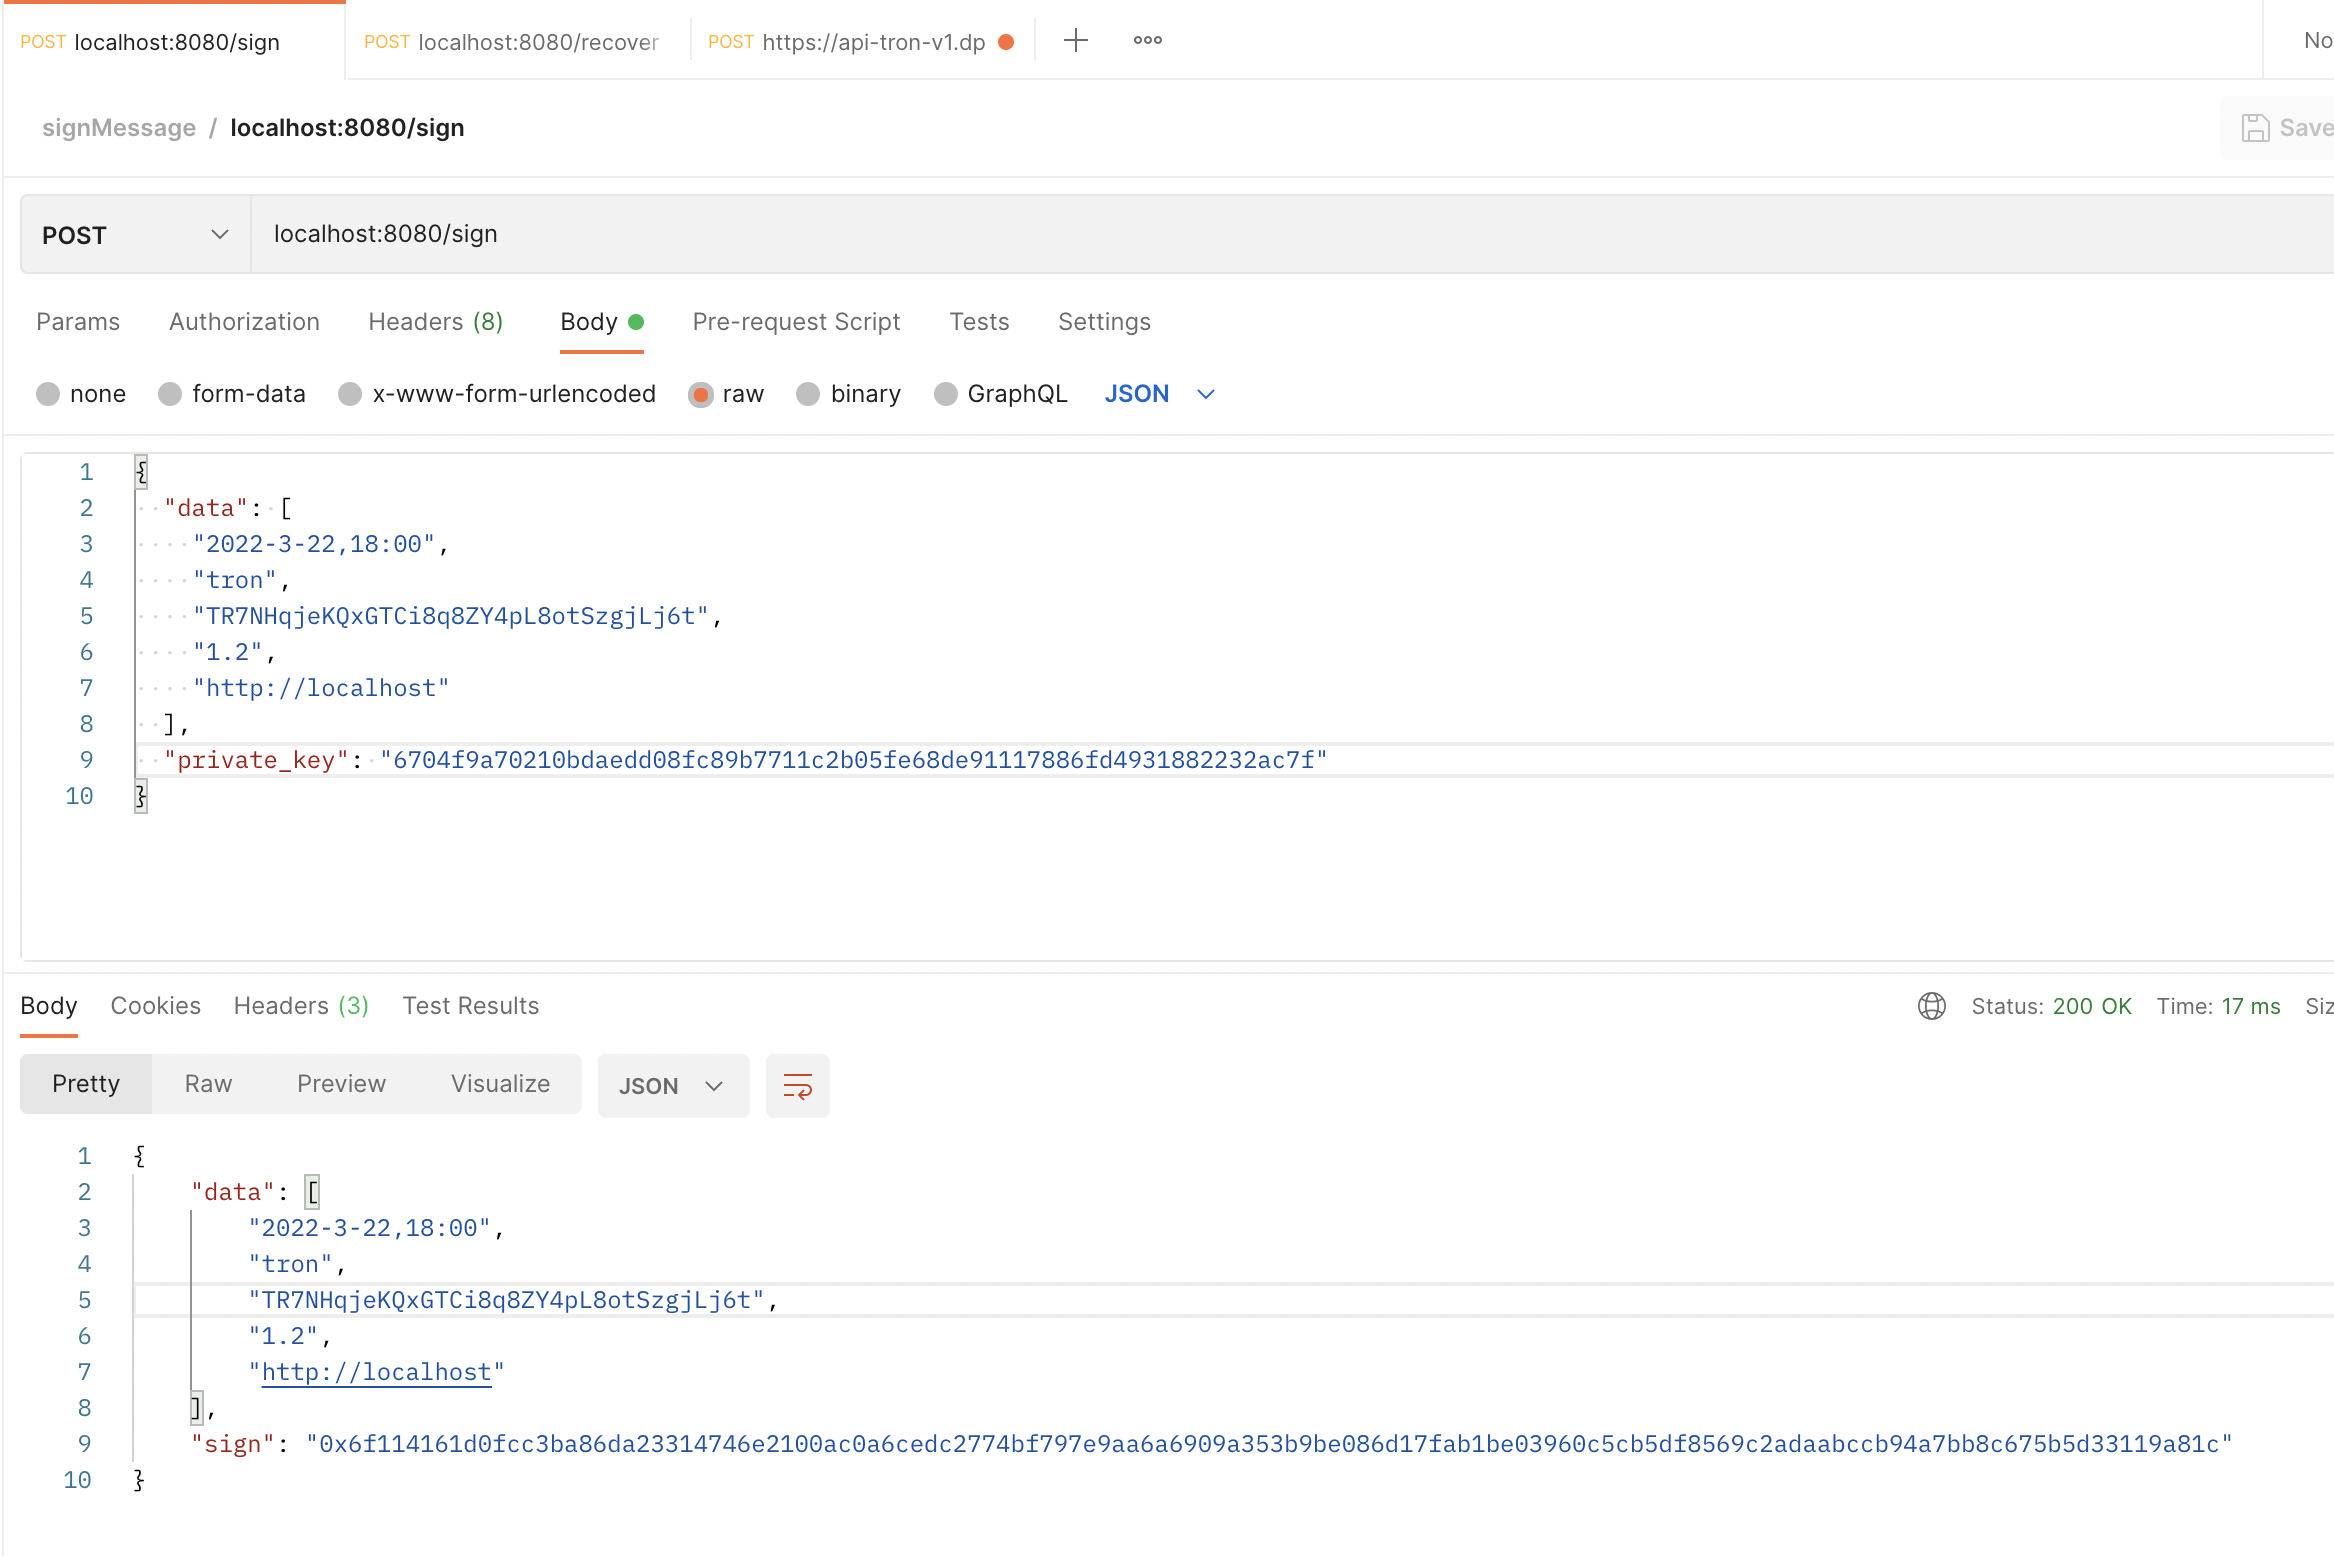 POST localhost:8080/sign POST localhost:8080/recover POST https://api-tron-v1.dp No
signMessage / localhost:8080/sign Save
POST localhost:8080/sign
Params Authorization Headers (8) Body Pre-request Script Tests Settings
none form-data x-www-form-urlencoded raw binary GraphQL JSON
1 {
2 "data": [
3 "2022-3-22,18:00",
4 "tron",
5 "TR7NHqjeKQxGTCi8q8ZY4pL8otSzgjLj6t",
6 "1.2",
7 "http://localhost"
8 ],
9 "private_key": "6704f9a70210bdaedd08fc89b7711c2b05fe68de91117886fd4931882232ac7f"
10 }
Body Cookies Headers (3) Test Results Status: 200 OK Time: 17 ms Siz
Pretty Raw Preview Visualize JSON
1 {
2 "data": [
3 "2022-3-22,18:00",
4 "tron",
5 "TR7NHqjeKQxGTCi8q8ZY4pL8otSzgjLj6t",
6 "1.2",
7 "http://localhost"
8 ],
9 "sign": "0x6f114161d0fcc3ba86da23314746e2100ac0a6cedc2774bf797e9aa6a6909a353b9be086d17fab1be03960c5cb5df8569c2adaabccb94a7bb8c675b5d33119a81c"
10 }